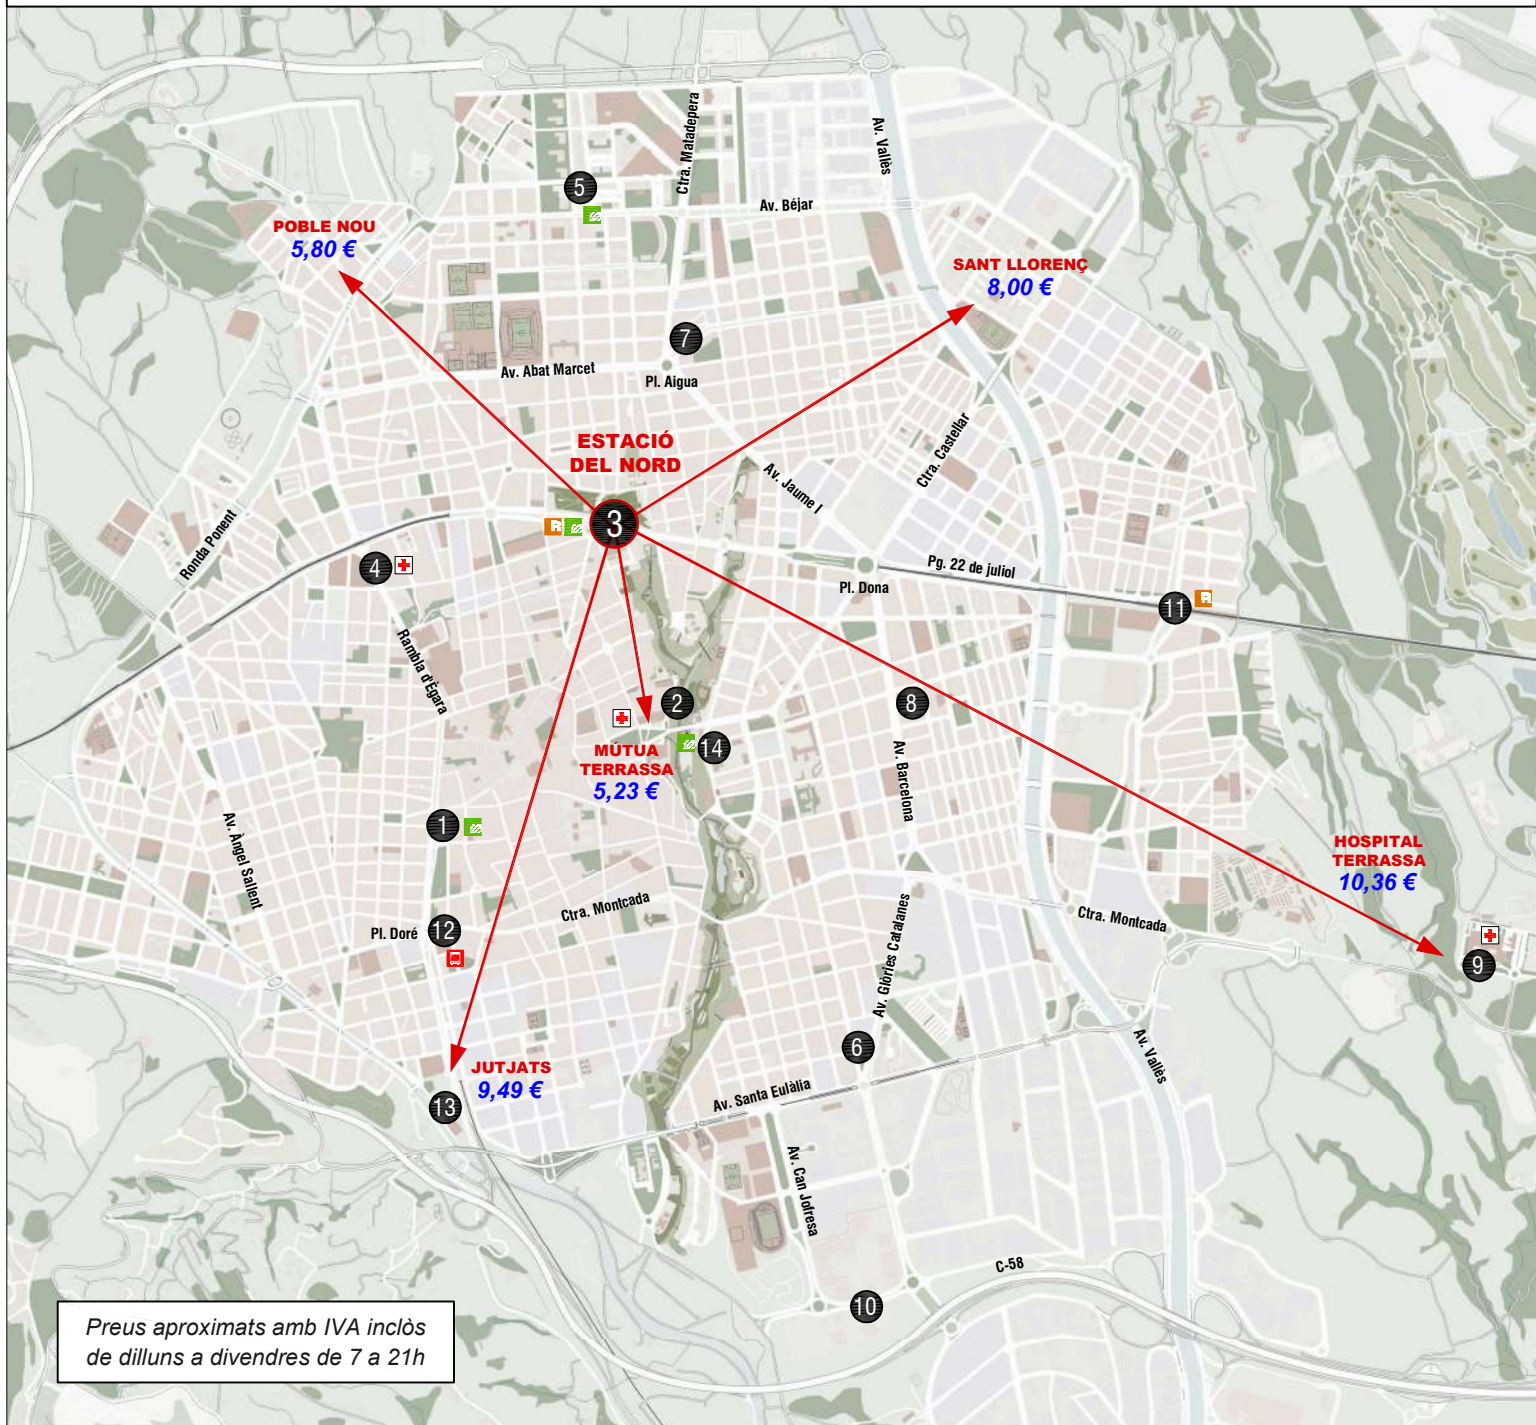 Ctra. Matadepera
Av. Vallès
5
Av. Béjar
POBLE NOU
5,80 €
SANT LLORENÇ
8,00 €
7
Av. Abat Marcet
Pl. Aigua
ESTACIÓ
DEL NORD
Ctra. Castellar
Av. Jaume I
3
R
Ronda Ponent
4
Pg. 22 de juliol
Pl. Dona
R
11
Rambla d'Ègara
2
8
14
MÚTUA
TERRASSA
5,23 €
Av. Barcelona
1
Av. Àngel Sallent
HOSPITAL
TERRASSA
10,36 €
Ctra. Montcada
Ctra. Montcada
12
Pl. Doré
Av. Glòries Catalanes
9
6
Av. Vallès
JUTJATS
9,49 €
13
Av. Santa Eulàlia
Av. Can Jofresa
C-58
10
Preus aproximats amb IVA inclòs
de dilluns a divendres de 7 a 21h